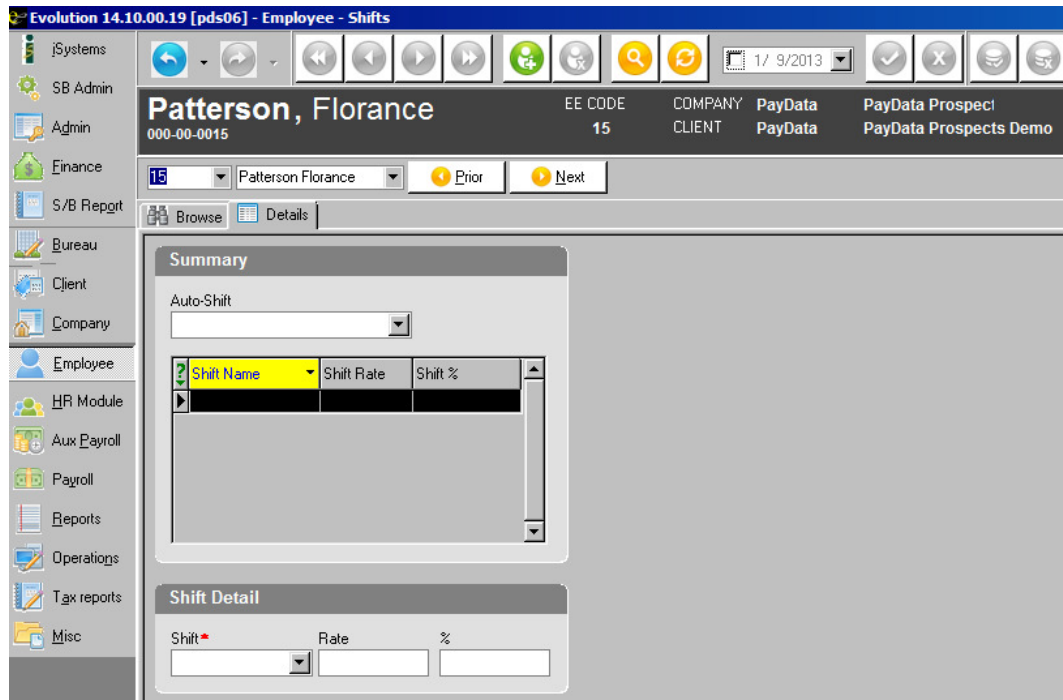 Evolution 14.10.00.19 [pds06] - Employee - Shifts
iSystems
SB Admin
Admin
Finance
S/B Report
Bureau
Client
Company
Employee
HR Module
Aux Payroll
Payroll
Reports
Operations
Tax reports
Misc
1/ 9/2013
Patterson, Florance
000-00-0015
EE CODE
15
COMPANY PayData PayData Prospect
CLIENT PayData PayData Prospects Demo
15 Patterson Florance Prior Next
Browse Details
Summary
Auto-Shift
? Shift Name Shift Rate Shift %
Shift Detail
Shift* Rate %